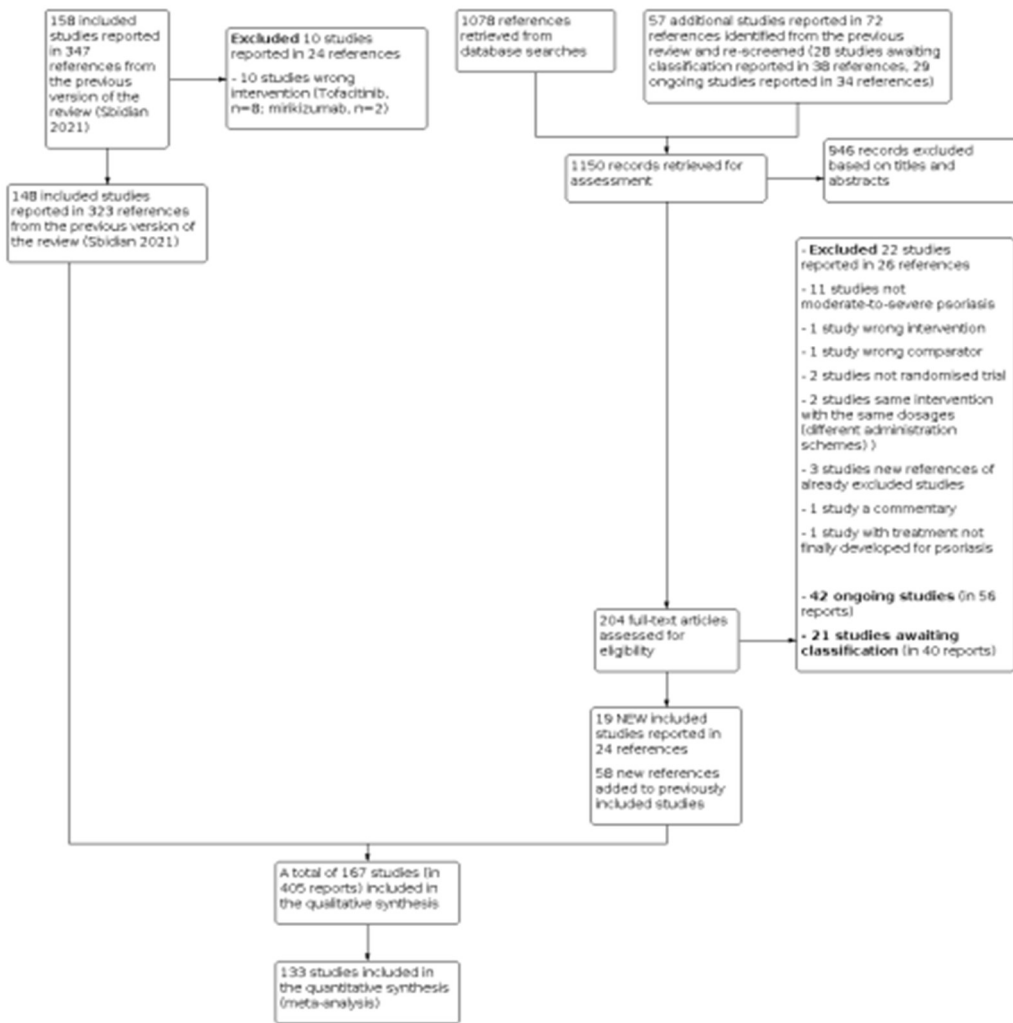 158 included
studies reported
in 347
references from
the previous
version of the
review (Sbidian
2021)
Excluded 10 studies
reported in 24 references
- 10 studies wrong
intervention (Tofacitinib,
n=8; mirikizumab, n=2)
148 included studies
reported in 323 references
from the previous version of
the review (Sbidian 2021)
1078 references
retrieved from
database searches
57 additional studies reported in 72
references identified from the previous
review and re-screened (28 studies awaiting
classification reported in 38 references, 29
ongoing studies reported in 34 references)
1150 records retrieved for
assessment
946 records excluded
based on titles and
abstracts
- Excluded 22 studies
reported in 26 references
- 11 studies not
moderate-to-severe psoriasis
- 1 study wrong intervention
- 1 study wrong comparator
- 2 studies not randomised trial
- 2 studies same intervention
with the same dosages
(different administration
schemes) )
- 3 studies new references of
already excluded studies
- 1 study a commentary
- 1 study with treatment not
finally developed for psoriasis
- 42 ongoing studies (in 56
reports)
- 21 studies awaiting
classification (in 40 reports)
204 full-text articles
assessed for
eligibility
19 NEW included
studies reported in
24 references
58 new references
added to previously
included studies
A total of 167 studies (in
405 reports) included in
the qualitative synthesis
133 studies included in
the quantitative synthesis
(meta-analysis)